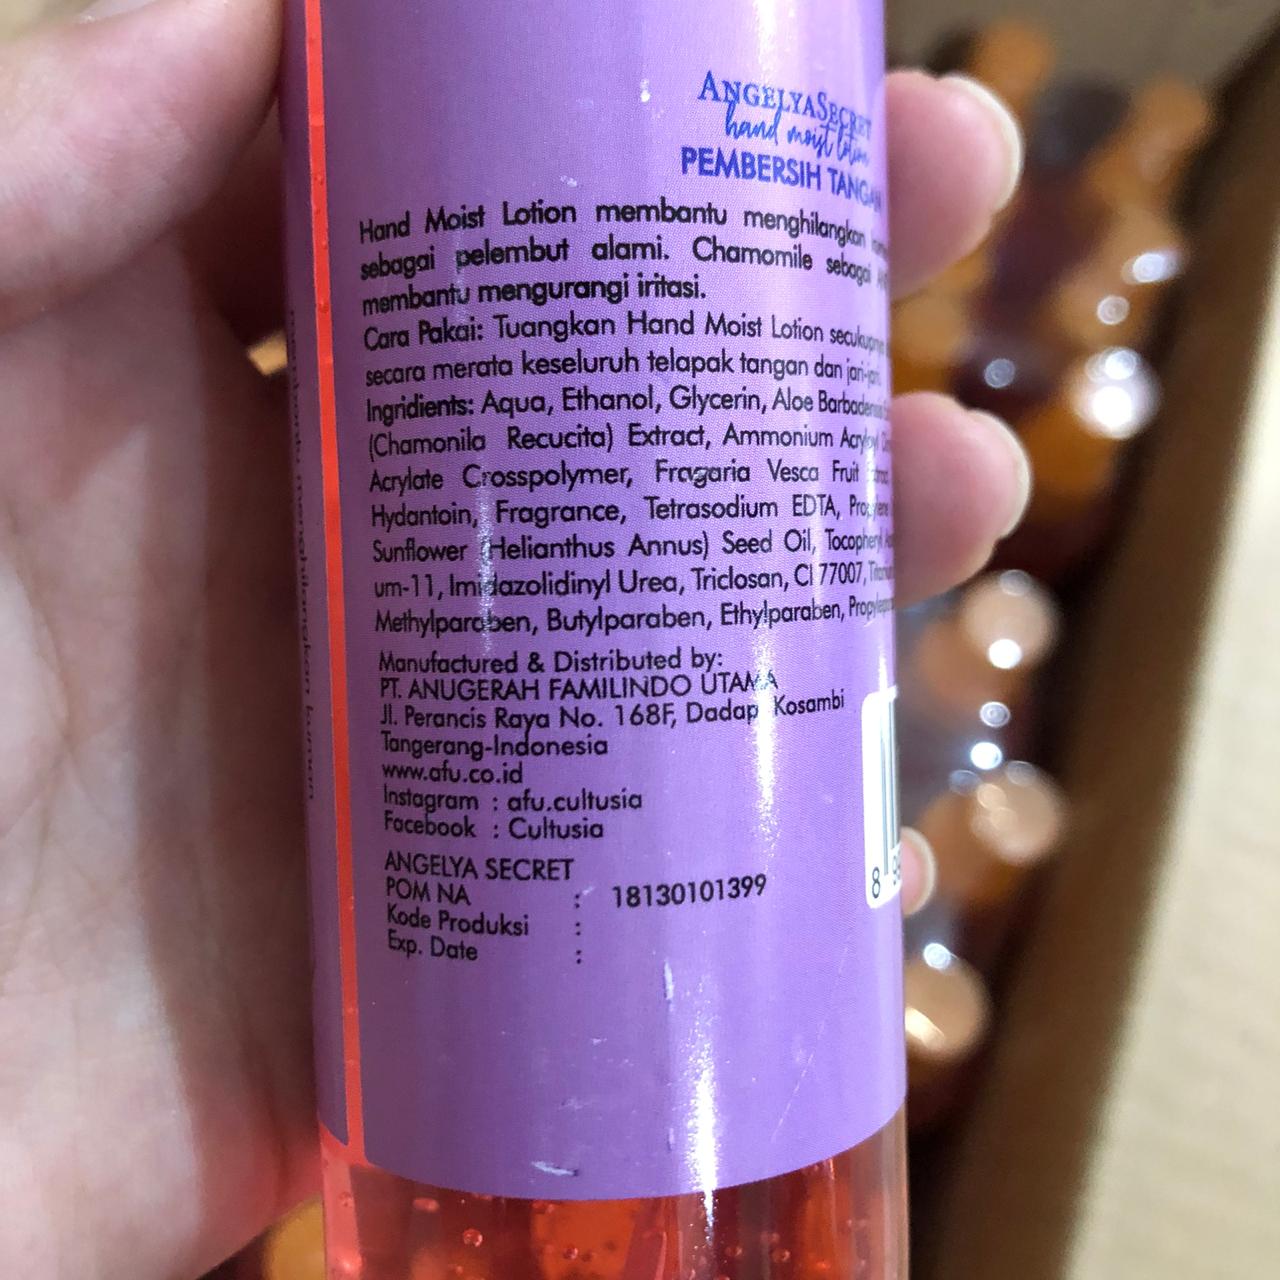 ANGELYASECRET
hand moist lotion
PEMBERSIH TANGAN
Hand Moist Lotion membantu menghilangkan
sebagai pelembut alami. Chamomile sebagai
membantu mengurangi iritasi.
Cara Pakai: Tuangkan Hand Moist Lotion secukupnya
secara merata keseluruh telapak tangan dan jari-jari.
Ingridients: Aqua, Ethanol, Glycerin, Aloe Barbadensis
(Chamonila Recucita) Extract, Ammonium
Acrylate Crosspolymer, Fragaria Vesca Fruit
Hydantoin, Fragrance, Tetrasodium EDTA,
Sunflower (Helianthus Annus) Seed Oil,
um-11, Imidazolidinyl Urea, Triclosan, CI 77007,
Methylparaben, Butylparaben, Ethylparaben,
Manufactured & Distributed by:
PT. ANUGERAH FAMILINDO UTAMA
Jl. Perancis Raya No. 168F, Dadap Kosambi
Tangerang-Indonesia
www.afu.co.id
Instagram : afu.cultusia
Facebook : Cultusia
ANGELYA SECRET
POM NA : 18130101399
Kode Produksi :
Exp. Date :
8